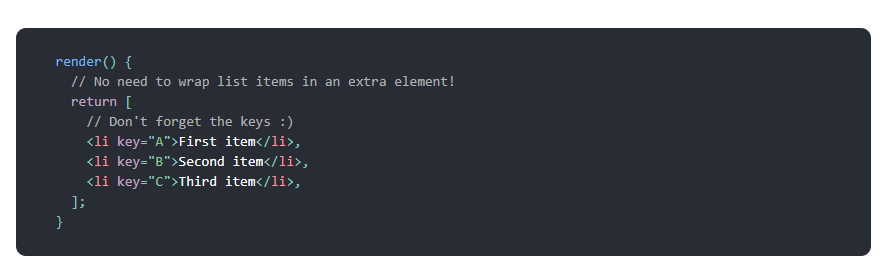 render() {
  // No need to wrap list items in an extra element!
  return [
    // Don't forget the keys :)
    <li key="A">First item</li>,
    <li key="B">Second item</li>,
    <li key="C">Third item</li>,
  ];
}